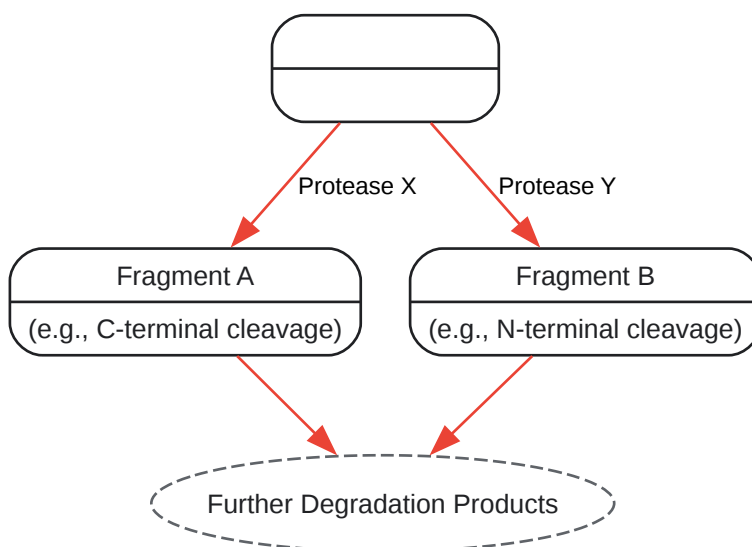 Protease X
Protease Y
Fragment A
(e.g., C-terminal cleavage)
Fragment B
(e.g., N-terminal cleavage)
Further Degradation Products